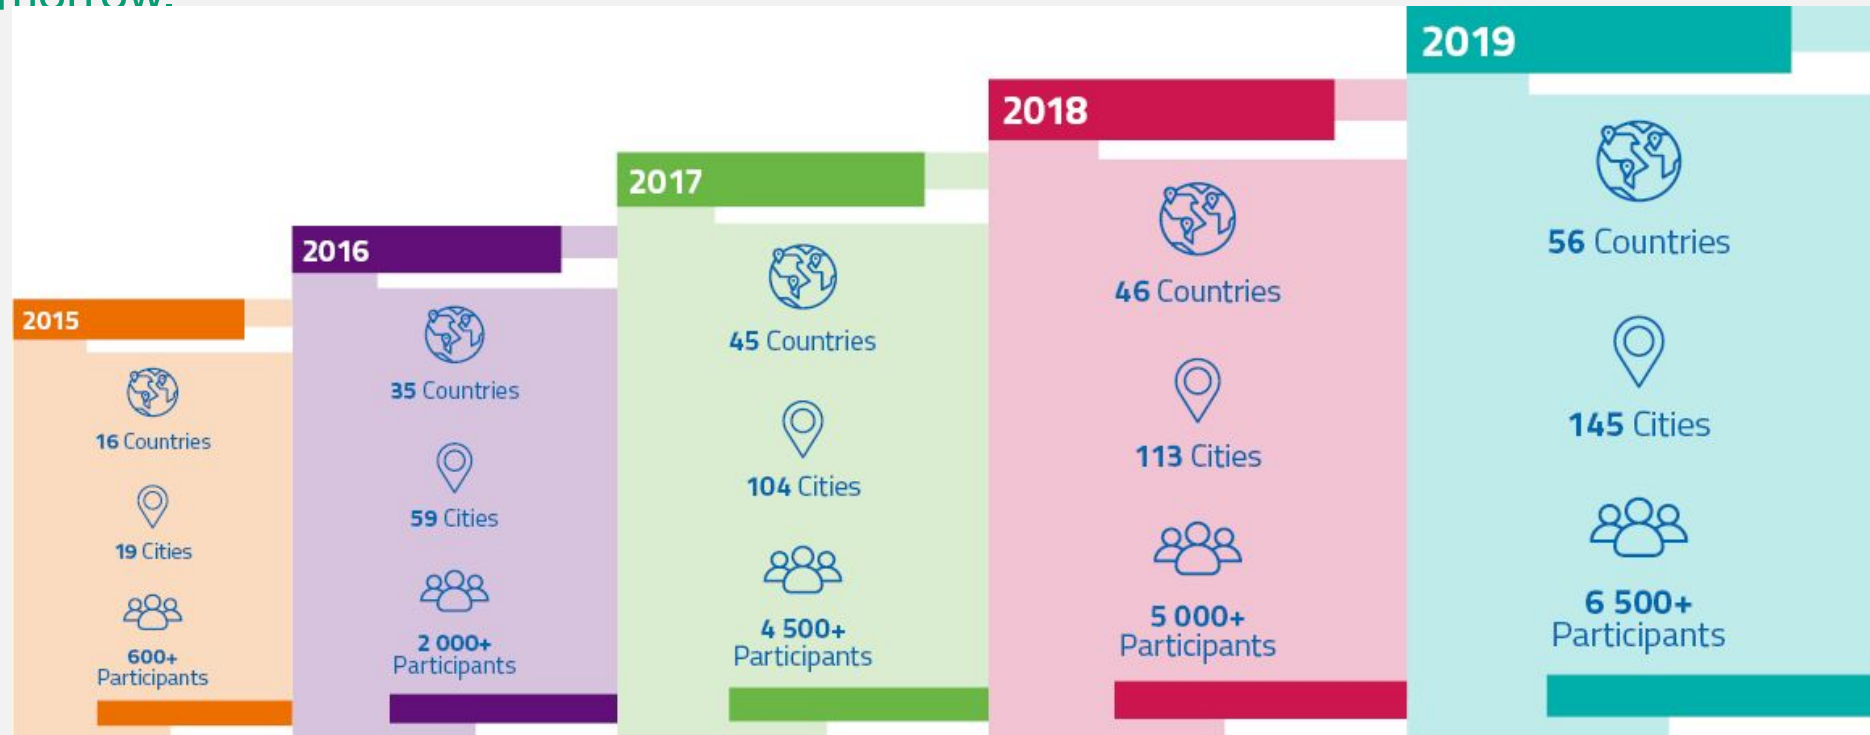 2015
16 Countries
19 Cities
600+
Participants
2016
35 Countries
59 Cities
2 000+
Participants
2017
45 Countries
104 Cities
4 500+
Participants
2018
46 Countries
113 Cities
5 000+
Participants
2019
56 Countries
145 Cities
6 500+
Participants